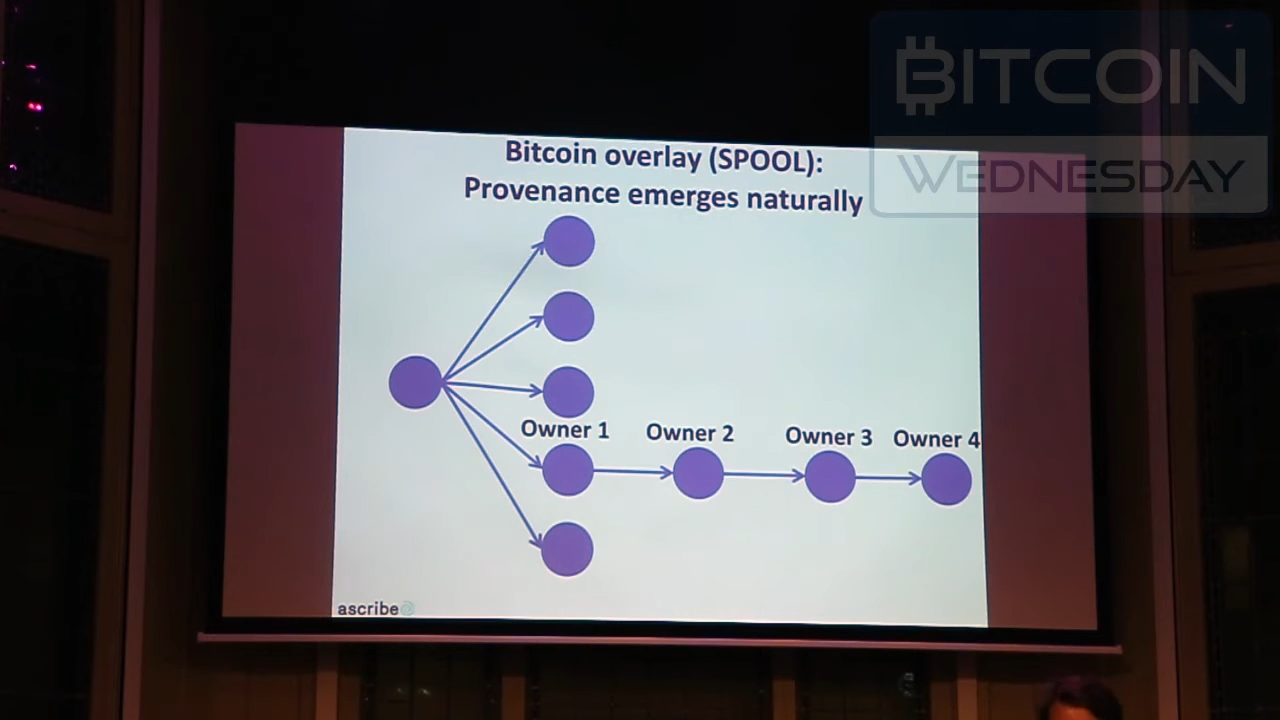 BITCOIN
WEDNESDAY
Bitcoin overlay (SPOOL):
Provenance emerges naturally
Owner 1
Owner 2
Owner 3
Owner 4
ascribe